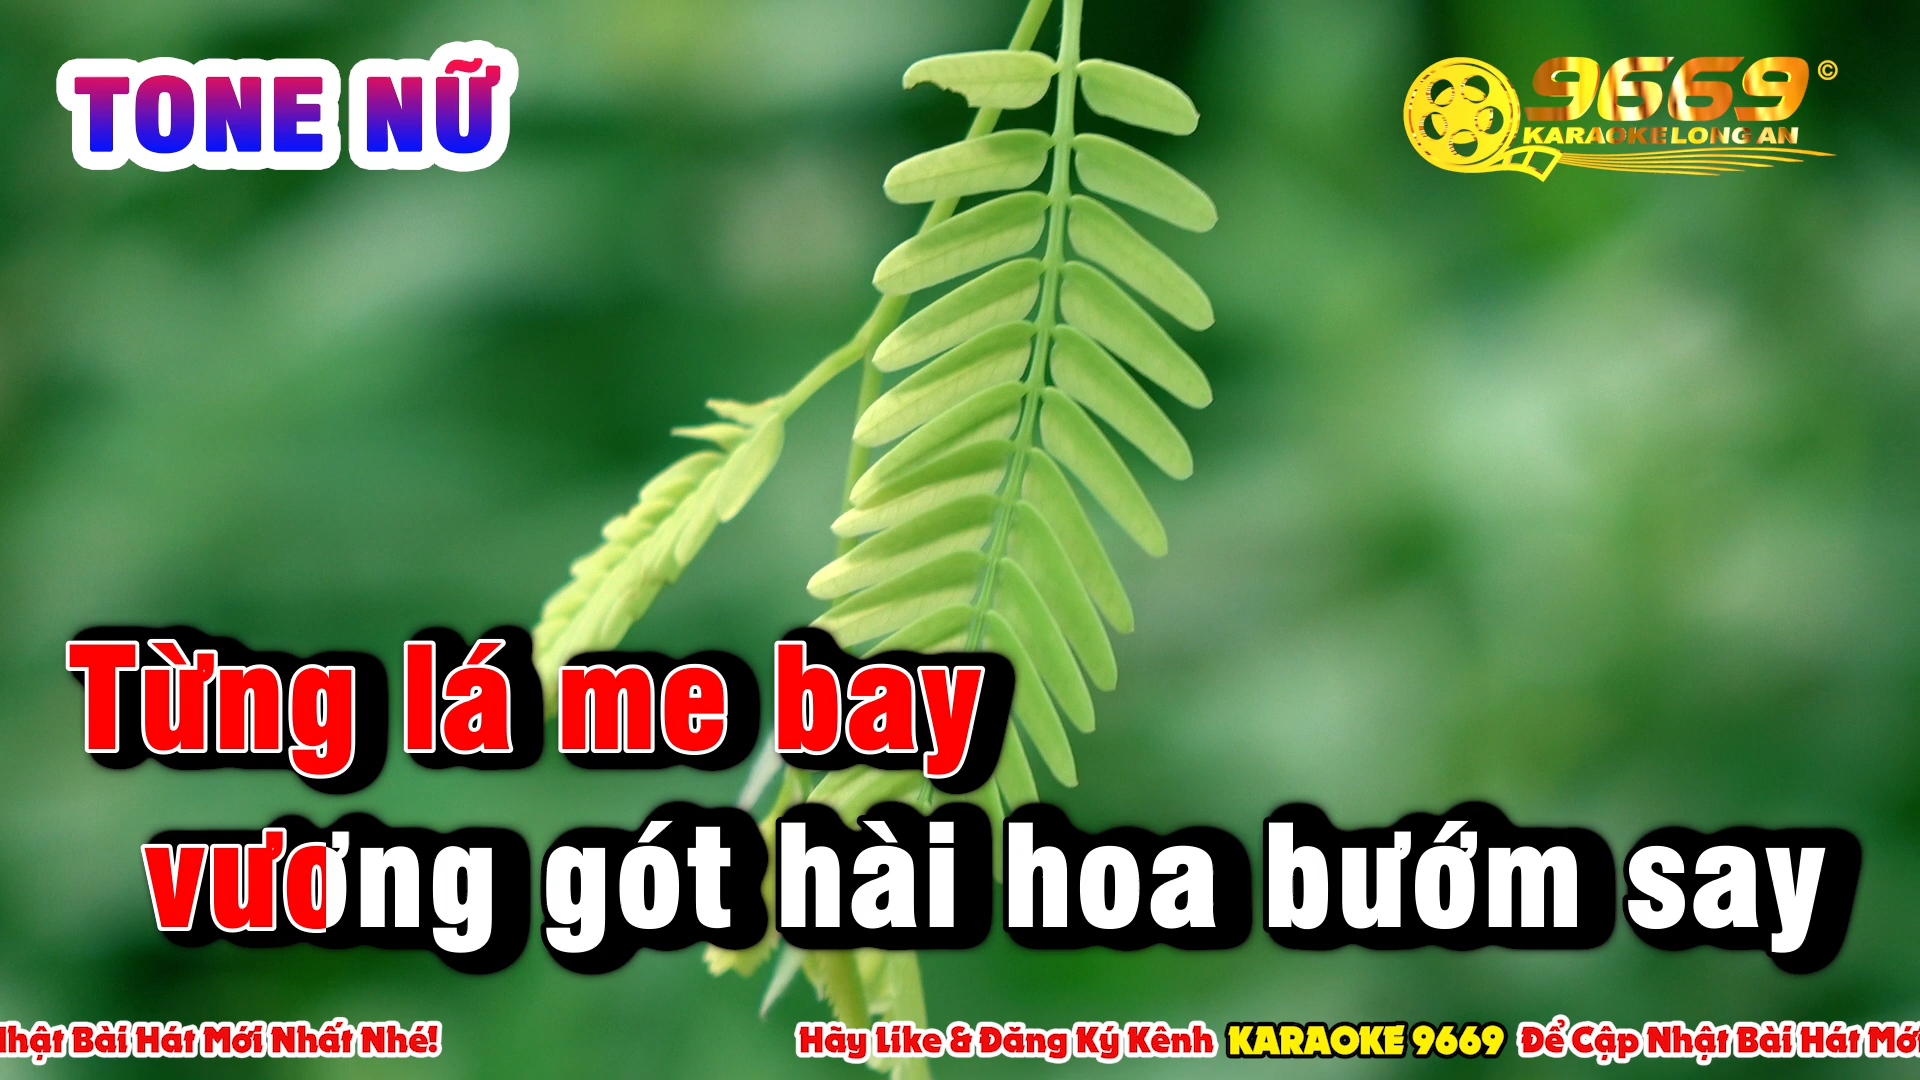 TONE NỮ
9669 ©
KARAOKE LONG AN
Từng lá me bay
vương gót hài hoa bướm say
Nhật Bài Hát Mới Nhất Nhé! Hãy Like & Đăng Ký Kênh KARAOKE 9669 Để Cập Nhật Bài Hát Mới